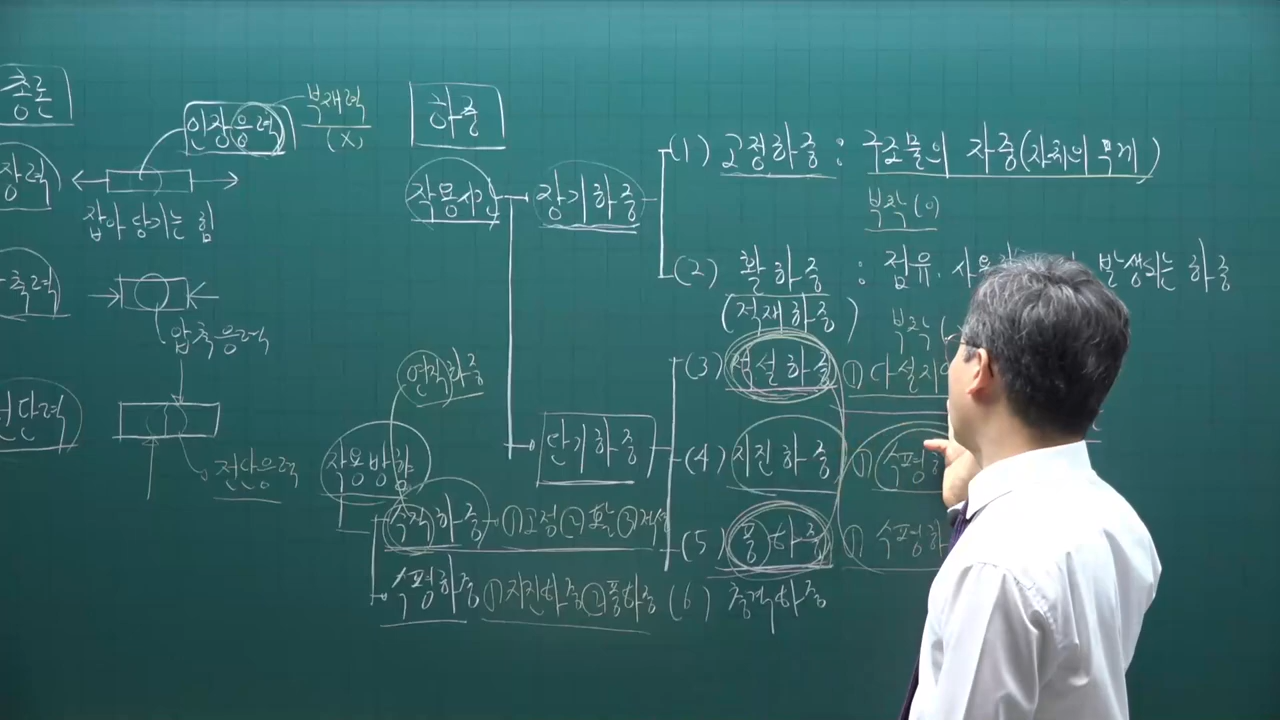 총론
인장응력
부재력
(X)
장력
잡아당기는 힘
축력
압축응력
전단력
전단응력
하중
작용시간
장기하중
(1) 고정하중 : 구조물의 자중(자체의 무게)
부착(O)
(2) 활하중 : 점유. 사용 발생되는 하중
(적재하중)
부착(
단기하중
(3) 적설하중 ① 다설지역
(4) 지진하중 ① 수평
(5) 풍하중 ① 수평하
(6) 충격하중
연직하중
작용방향
수직하중 ① 고정 ② 활 ③ 적설
수평하중 ① 지진하중 ② 풍하중